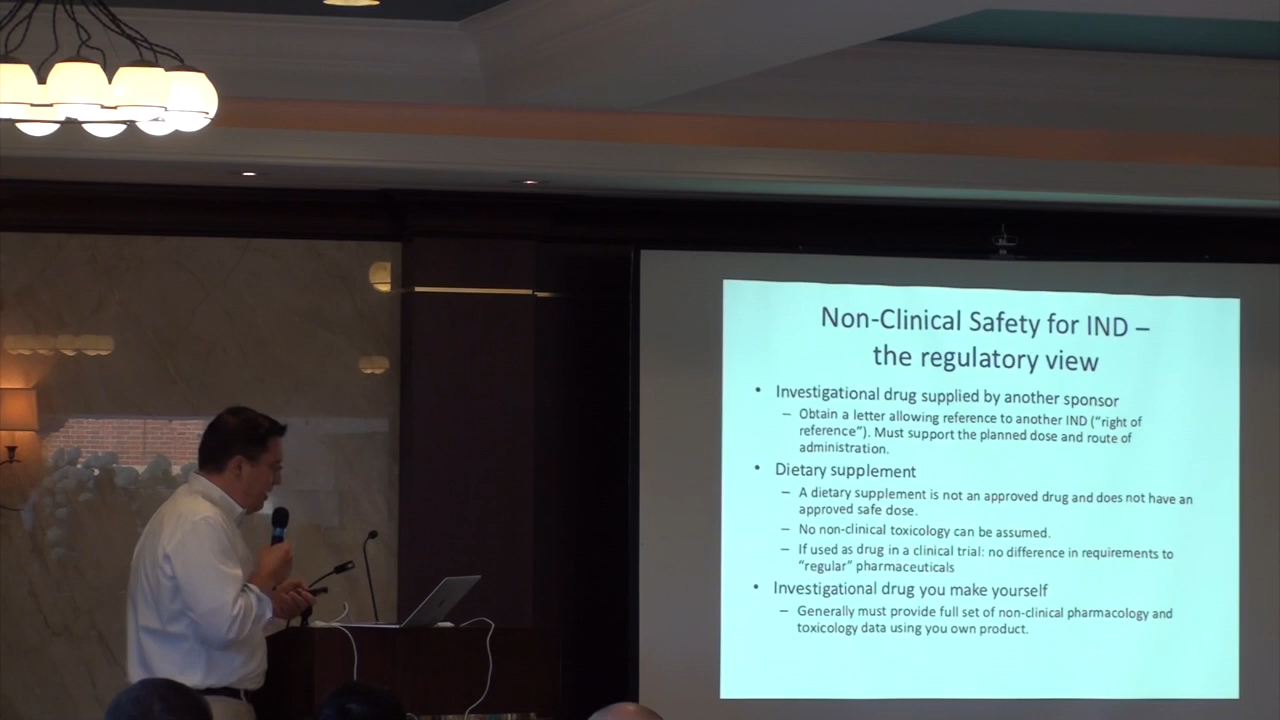 Non-Clinical Safety for IND –
the regulatory view
• Investigational drug supplied by another sponsor
– Obtain a letter allowing reference to another IND (“right of
reference”). Must support the planned dose and route of
administration.
• Dietary supplement
– A dietary supplement is not an approved drug and does not have an
approved safe dose.
– No non-clinical toxicology can be assumed.
– If used as drug in a clinical trial: no difference in requirements to
“regular” pharmaceuticals
• Investigational drug you make yourself
– Generally must provide full set of non-clinical pharmacology and
toxicology data using you own product.